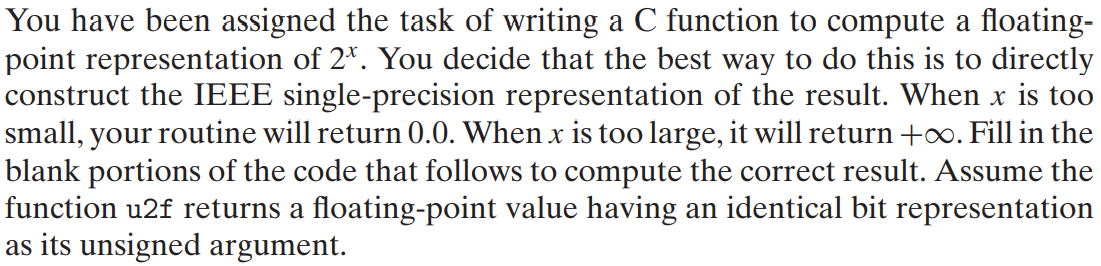 You have been assigned the task of writing a C function to compute a floating-
point representation of 2ˣ. You decide that the best way to do this is to directly
construct the IEEE single-precision representation of the result. When x is too
small, your routine will return 0.0. When x is too large, it will return +∞. Fill in the
blank portions of the code that follows to compute the correct result. Assume the
function u2f returns a floating-point value having an identical bit representation
as its unsigned argument.